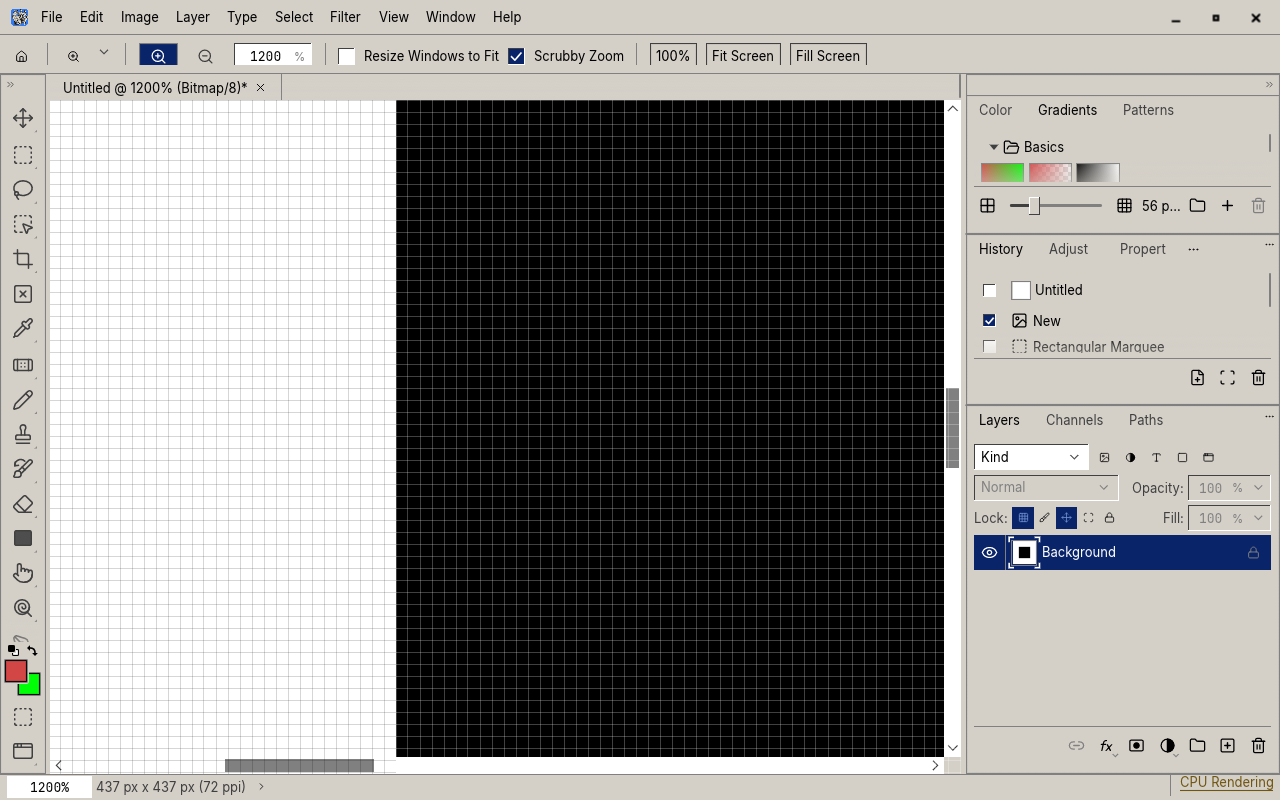 File Edit Image Layer Type Select Filter View Window Help
1200 % Resize Windows to Fit Scrubby Zoom 100% Fit Screen Fill Screen
Untitled @ 1200% (Bitmap/8)*
Color Gradients Patterns
Basics
56 p...
History Adjust Propert
Untitled
New
Rectangular Marquee
Layers Channels Paths
Kind
Normal Opacity: 100 %
Lock: Fill: 100 %
Background
fx
1200% 437 px x 437 px (72 ppi) CPU Rendering